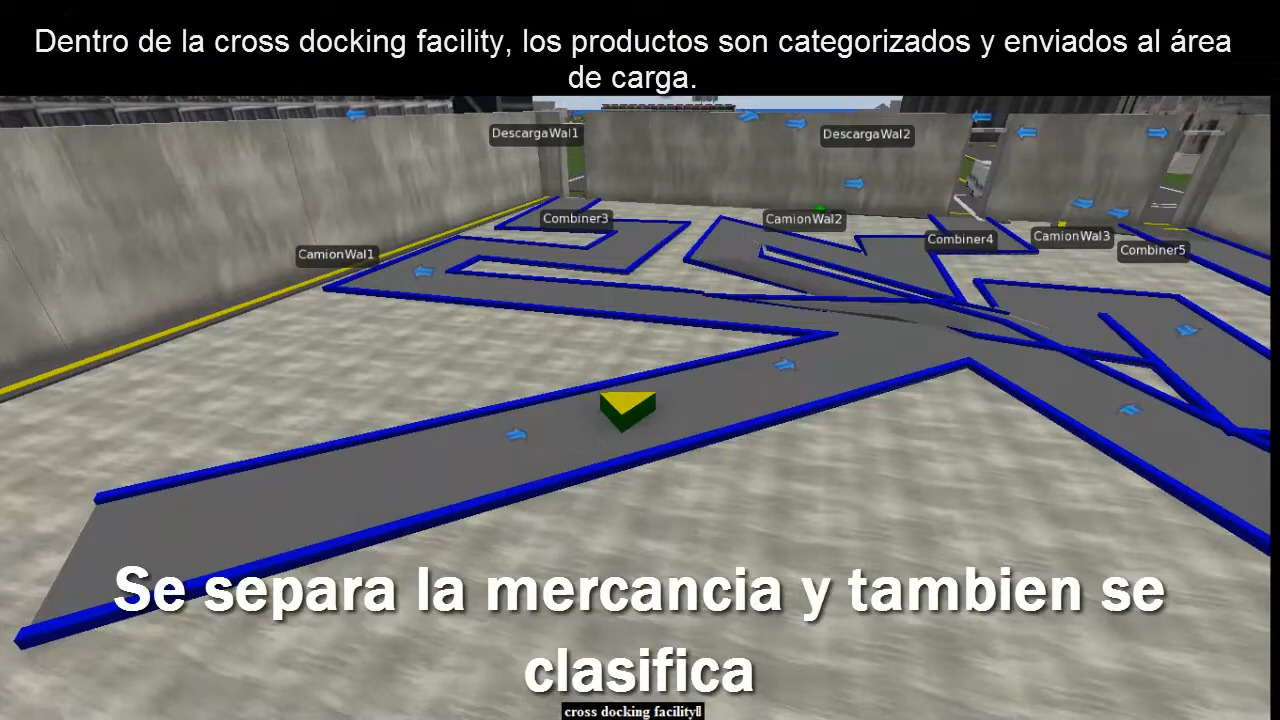 Dentro de la cross docking facility, los productos son categorizados y enviados al área
de carga.
DescargaWal1
DescargaWal2
Combiner3
CamionWal2
Combiner4
CamionWal3
Combiner5
CamionWal1
Se separa la mercancia y tambien se
clasifica
cross docking facility